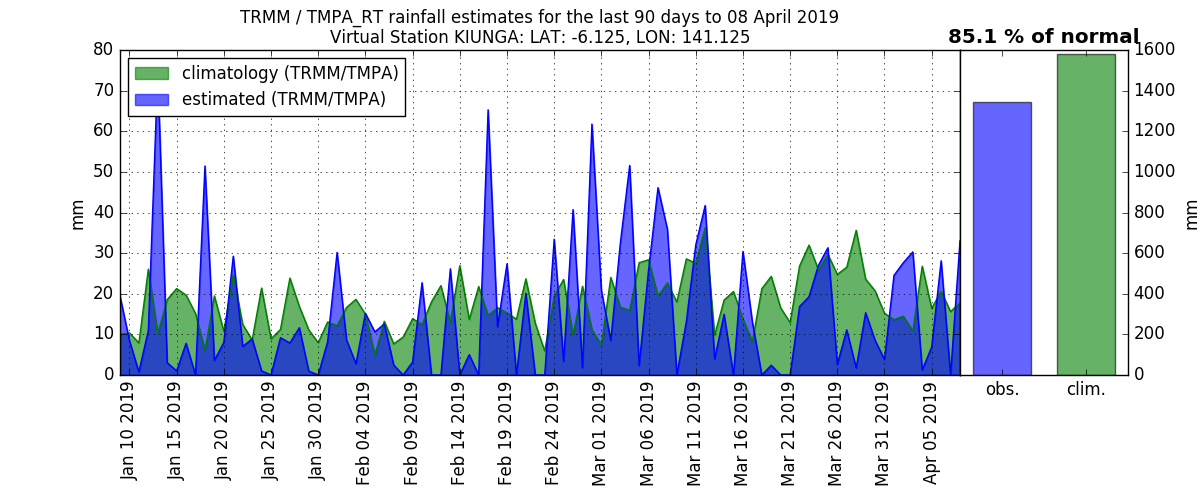 TRMM / TMPA_RT rainfall estimates for the last 90 days to 08 April 2019
Virtual Station KIUNGA: LAT: -6.125, LON: 141.125
85.1 % of normal
climatology (TRMM/TMPA)
estimated (TRMM/TMPA)
mm
80
70
60
50
40
30
20
10
0
Jan 10 2019
Jan 15 2019
Jan 20 2019
Jan 25 2019
Jan 30 2019
Feb 04 2019
Feb 09 2019
Feb 14 2019
Feb 19 2019
Feb 24 2019
Mar 01 2019
Mar 06 2019
Mar 11 2019
Mar 16 2019
Mar 21 2019
Mar 26 2019
Mar 31 2019
Apr 05 2019
1600
1400
1200
1000
800
600
400
200
0
mm
obs.
clim.